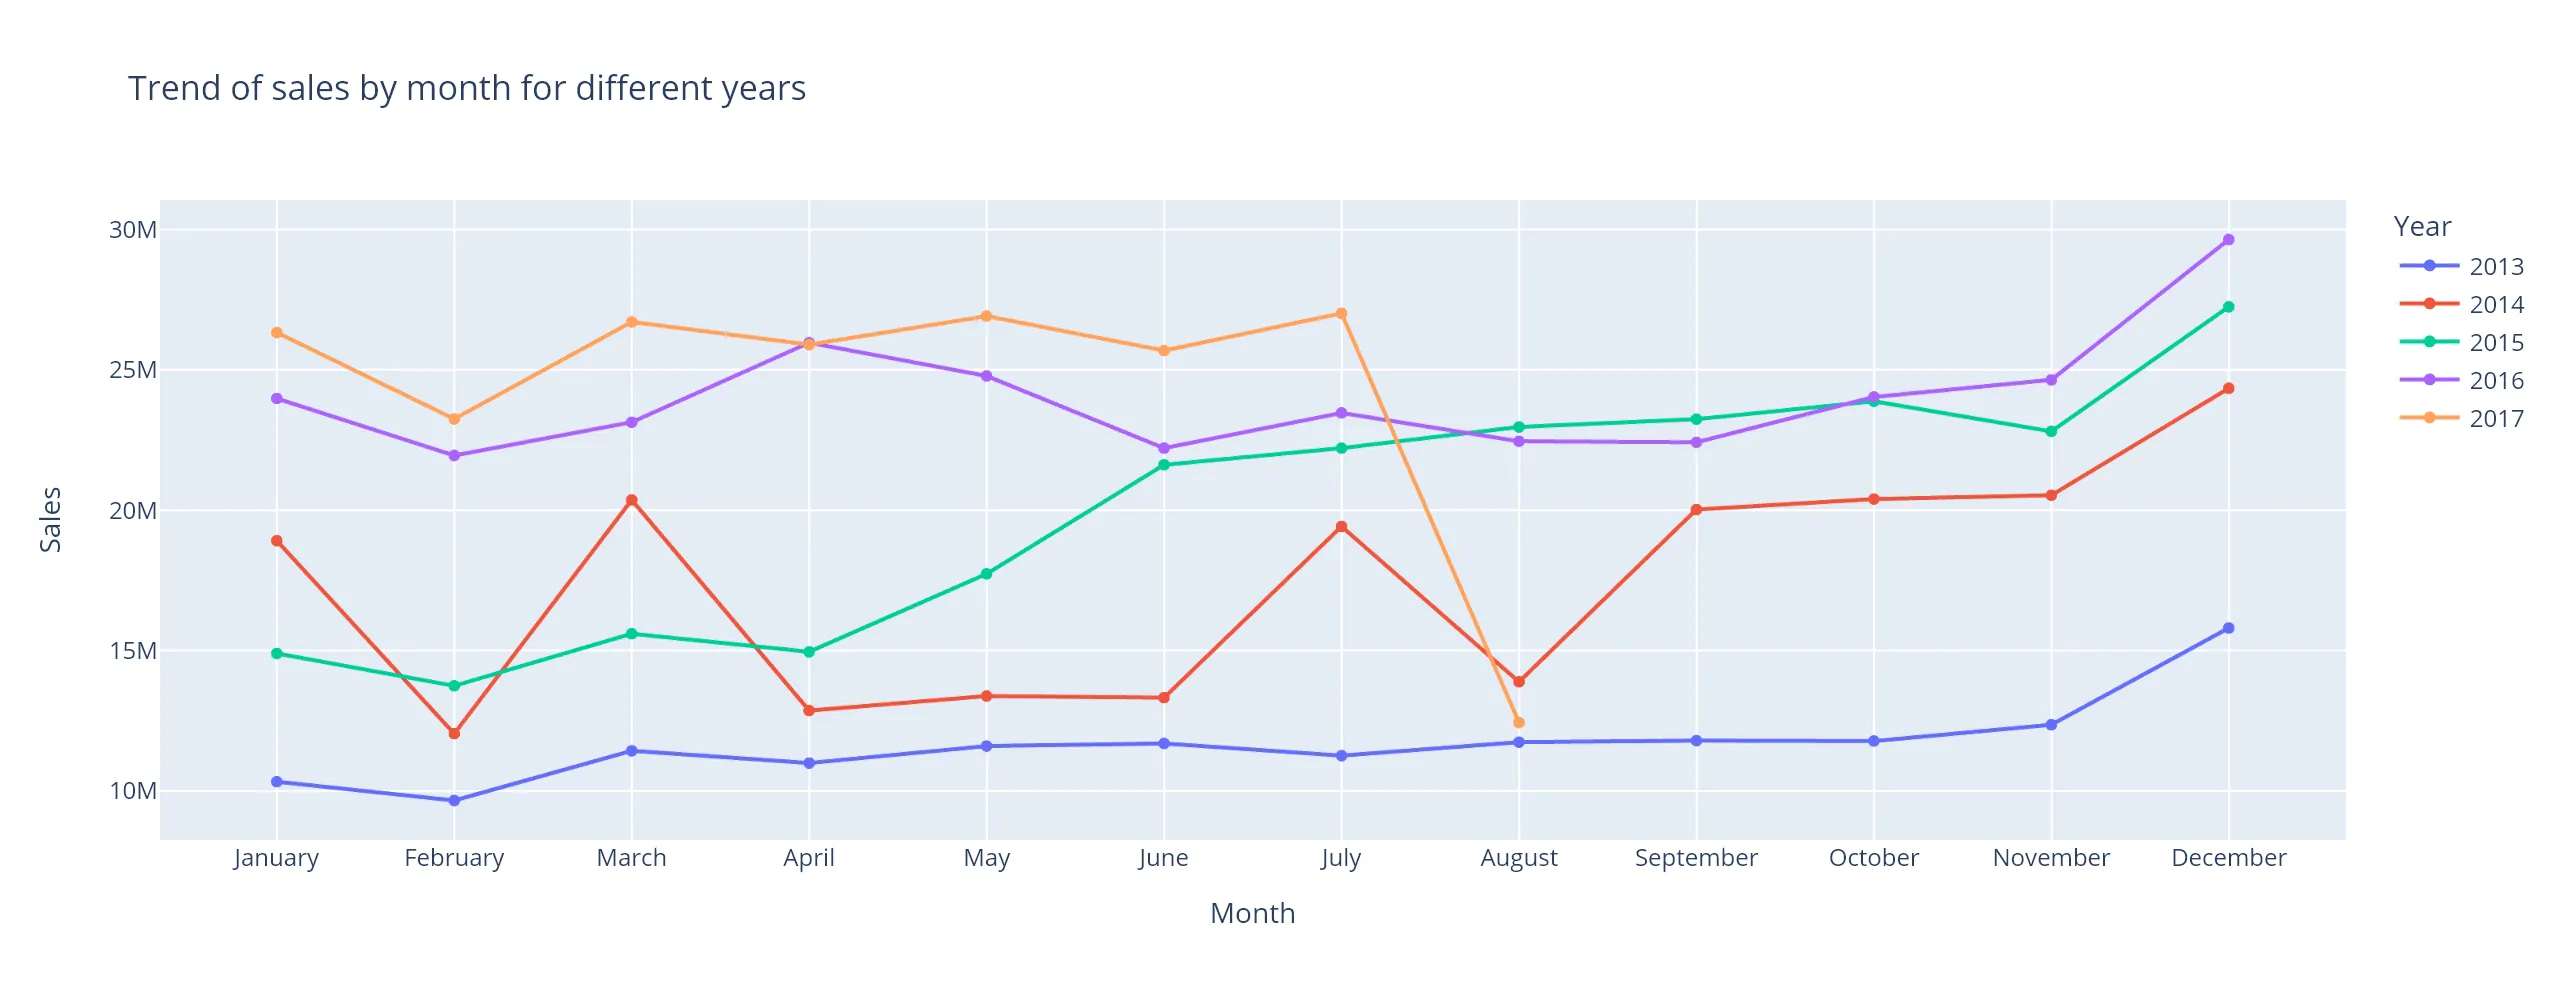 Trend of sales by month for different years
30M
25M
20M
15M
10M
Sales
January February March April May June July August September October November December
Month
Year
2013
2014
2015
2016
2017